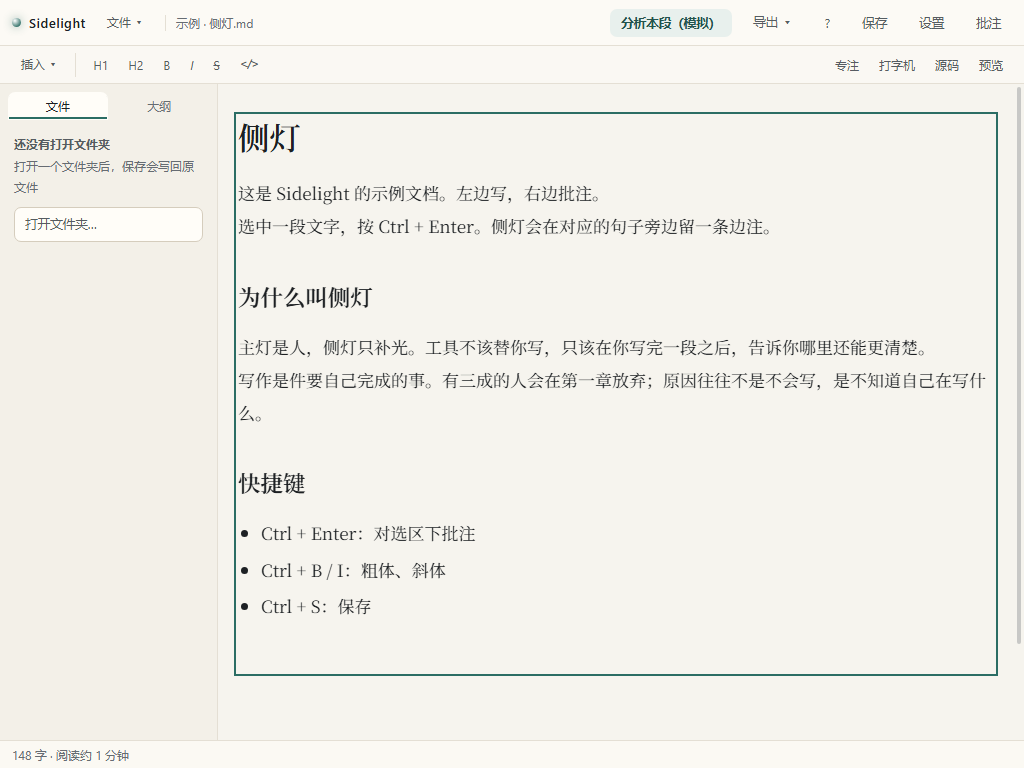 Sidelight 文件 ▾ 示例 · 侧灯.md 分析本段（模拟） 导出 ▾ ? 保存 设置 批注
插入 ▾ H1 H2 B I S </> 专注 打字机 源码 预览
文件 大纲
还没有打开文件夹
打开一个文件夹后，保存会写回原
文件
打开文件夹...
侧灯
这是 Sidelight 的示例文档。左边写，右边批注。
选中一段文字，按 Ctrl + Enter。侧灯会在对应的句子旁边留一条边注。
为什么叫侧灯
主灯是人，侧灯只补光。工具不该替你写，只该在你写完一段之后，告诉你哪里还能更清楚。
写作是件要自己完成的事。有三成的人会在第一章放弃；原因往往不是不会写，是不知道自己在写什
么。
快捷键
Ctrl + Enter：对选区下批注
Ctrl + B / I：粗体、斜体
Ctrl + S：保存
148 字 · 阅读约 1 分钟